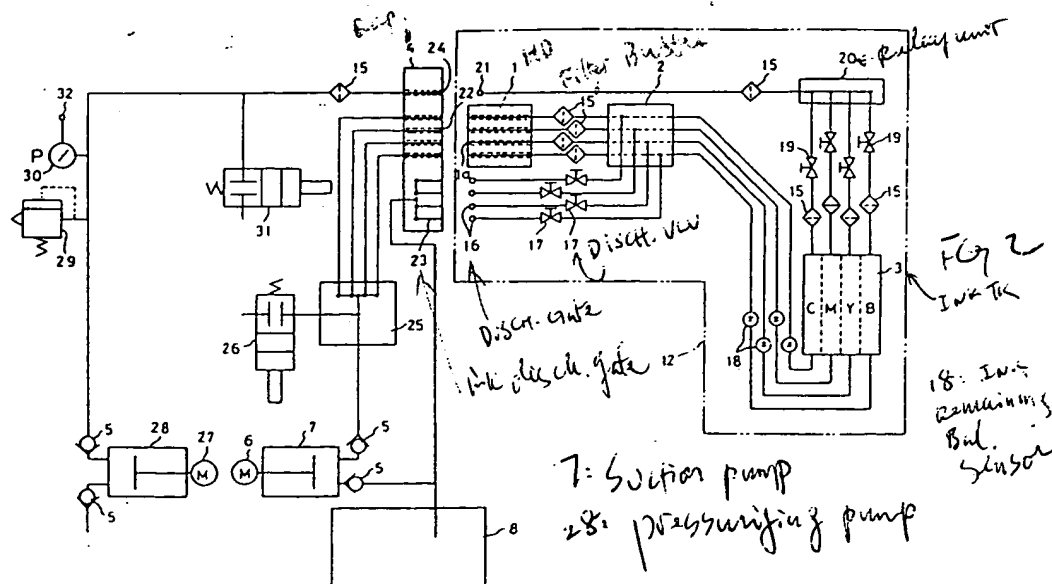 4 24 1 HD
Filter Buffer 2
21 15
20 Relay unit
15 22 15
32
P
30
19 19
31
15 15
29
16 17 17
Disch. VLV
23
3
Fig 2
INK TK
C M Y B
25
Disch. Gate
26
Ink disch. gate 12
18
18: Ink
remaining
Bal.
Sensor
28 27 6 7 5
5 M M
5 5
7: Suction pump
28: pressurizing pump
8